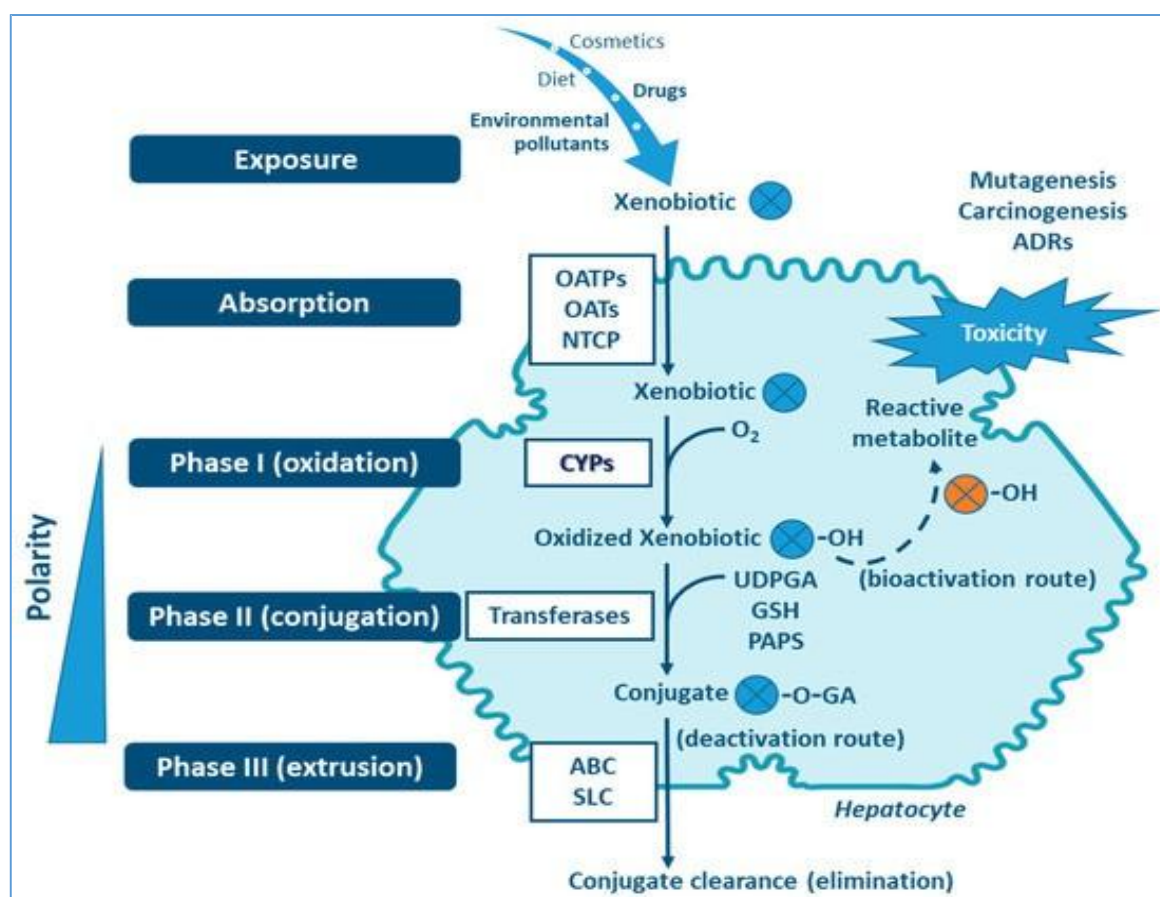 Cosmetics
Diet
Drugs
Environmental
pollutants
Exposure
Xenobiotic
Mutagenesis
Carcinogenesis
ADRs
Absorption
OATPs
OATs
NTCP
Toxicity
Xenobiotic
Reactive
metabolite
O₂
Phase I (oxidation)
CYPs
-OH
Polarity
Oxidized Xenobiotic
-OH
(bioactivation route)
Phase II (conjugation)
Transferases
UDPGA
GSH
PAPS
Conjugate
-O-GA
(deactivation route)
Phase III (extrusion)
ABC
SLC
Hepatocyte
Conjugate clearance (elimination)